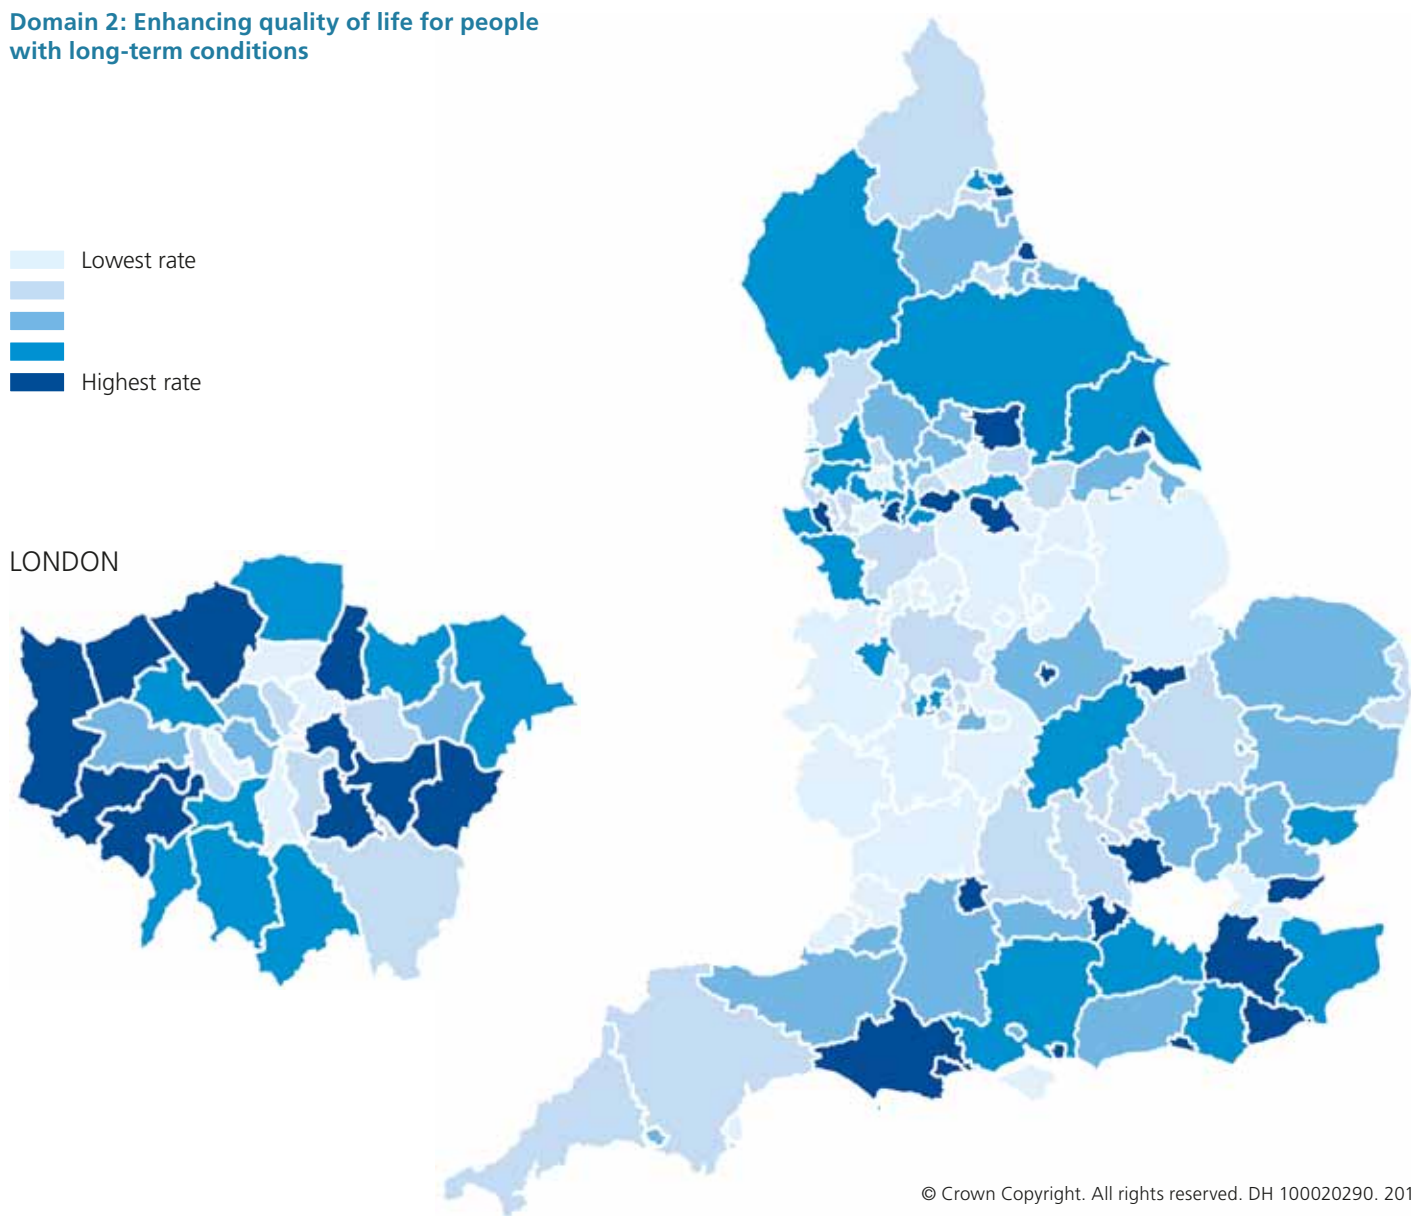 Domain 2: Enhancing quality of life for people
with long-term conditions
Lowest rate
Highest rate
LONDON
© Crown Copyright. All rights reserved. DH 100020290. 201